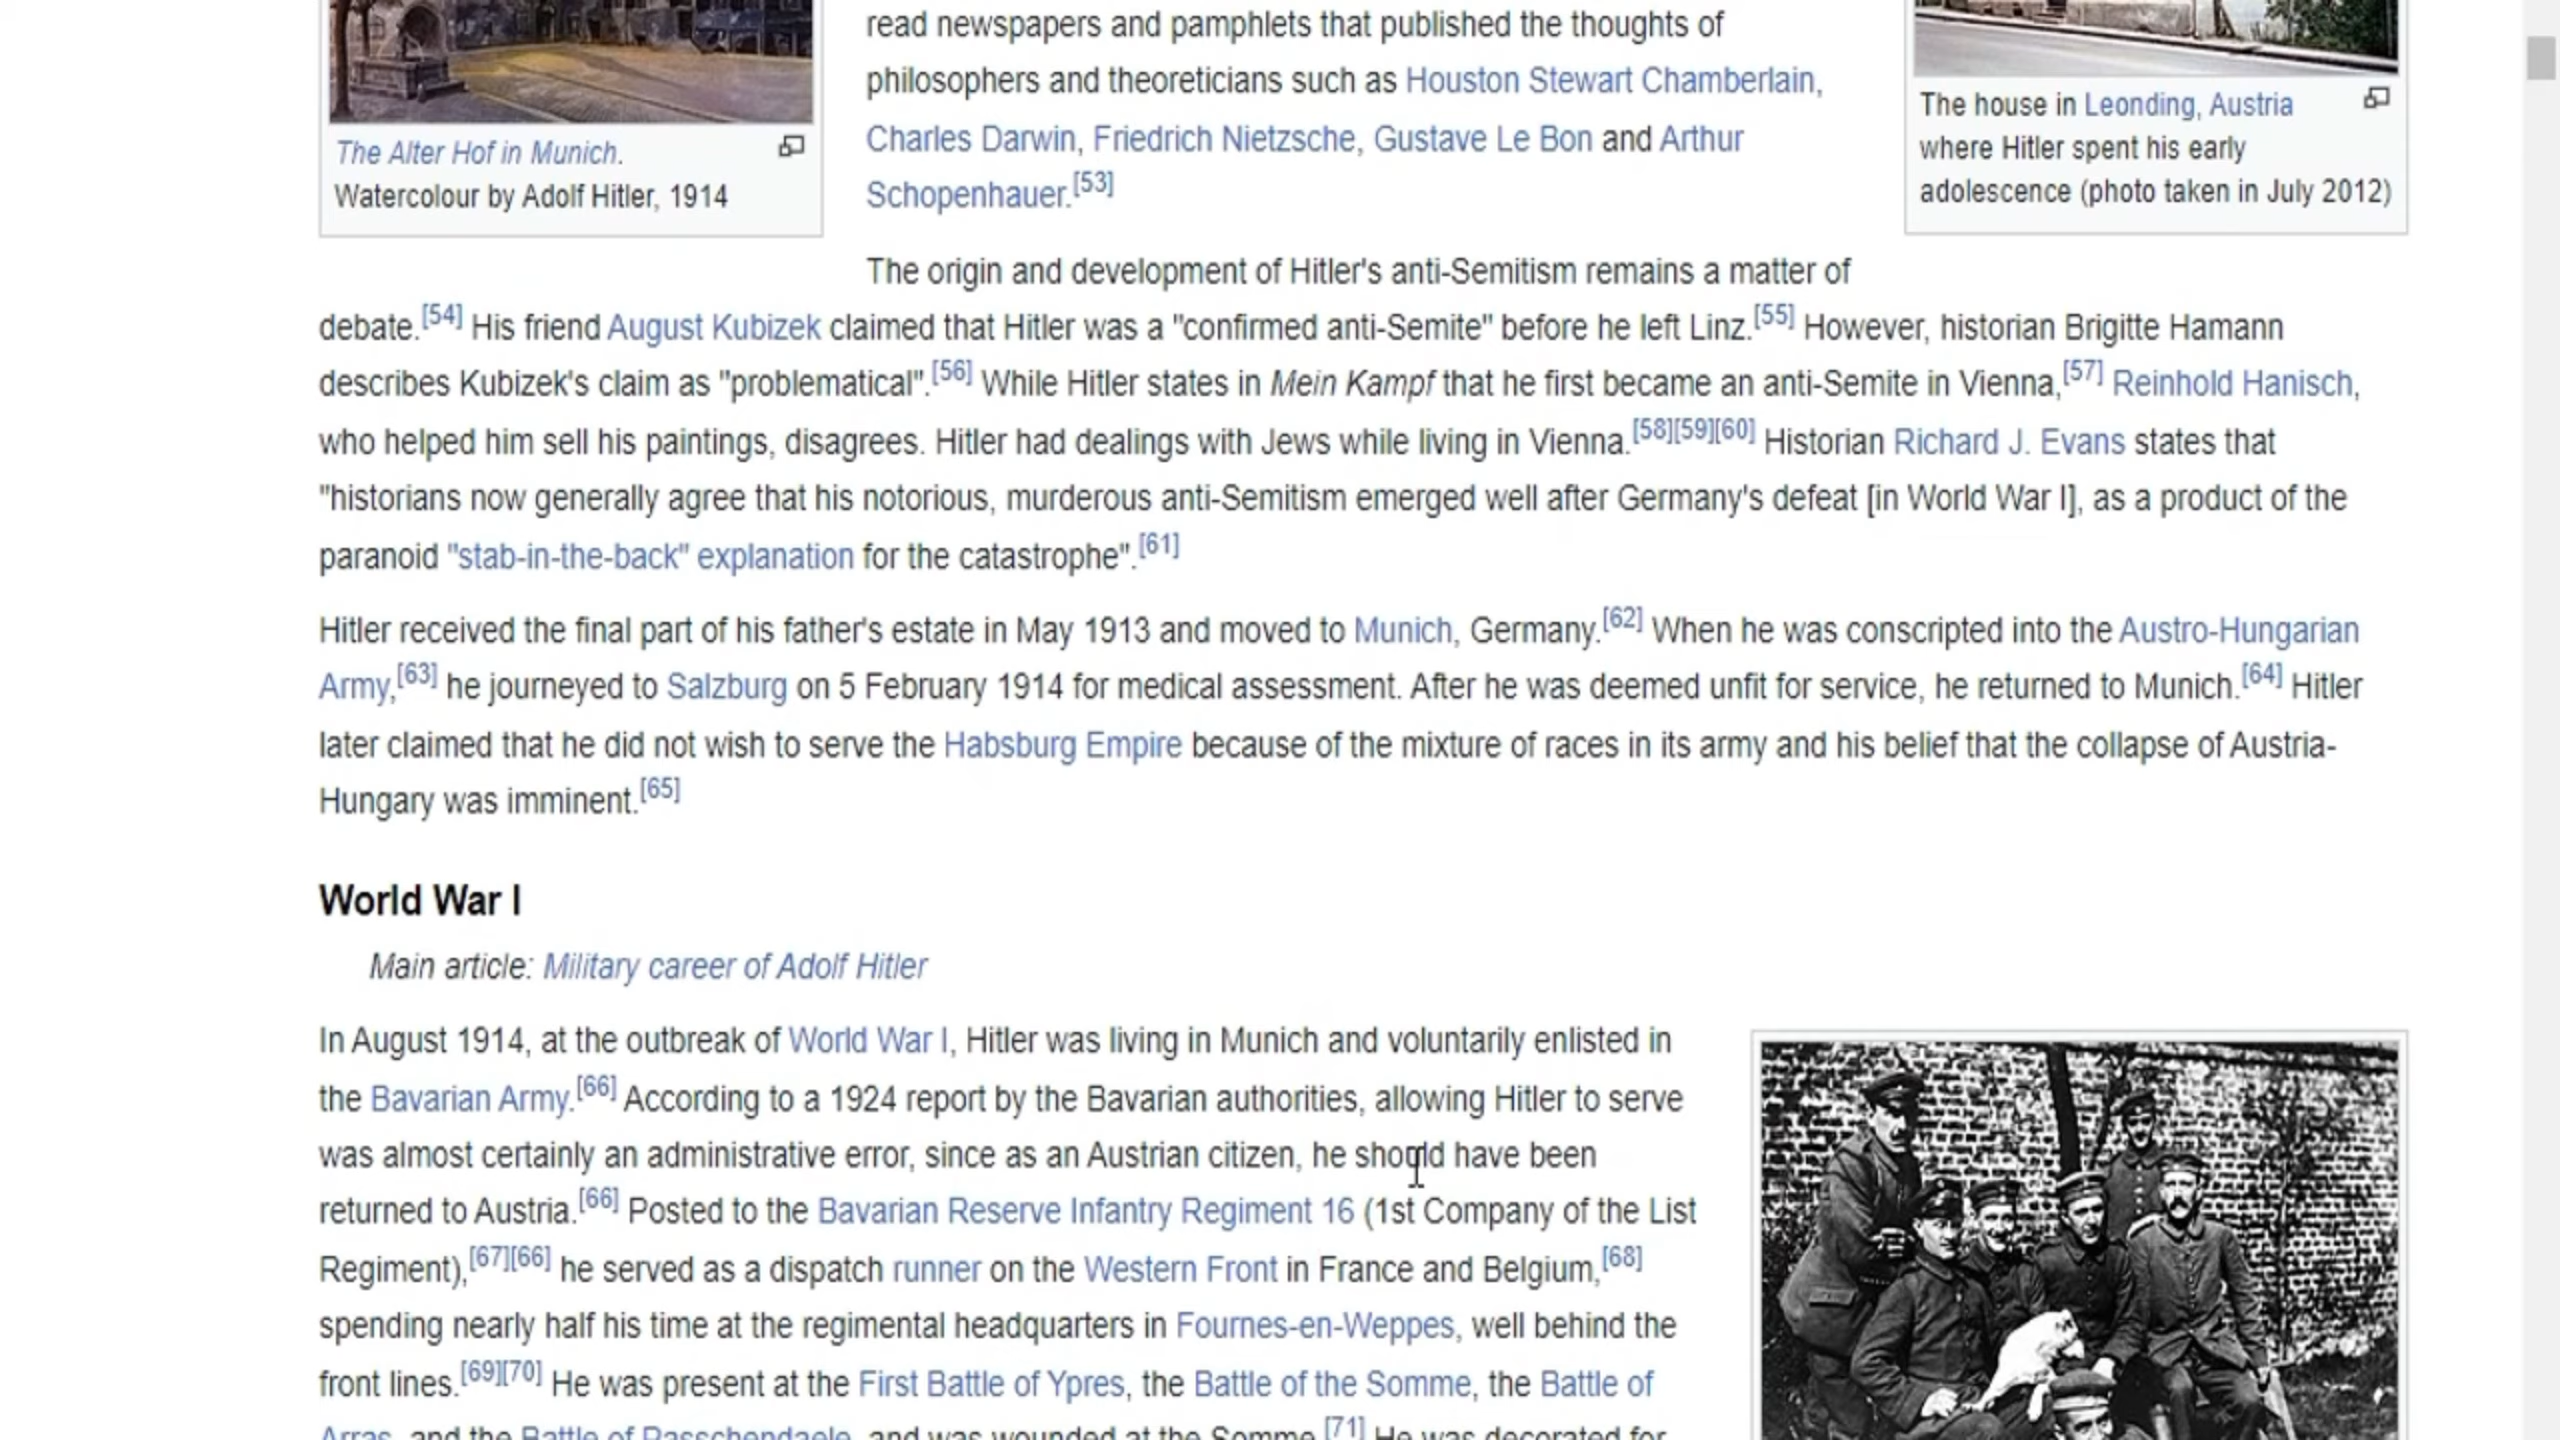 The Alter Hof in Munich.
Watercolour by Adolf Hitler, 1914
read newspapers and pamphlets that published the thoughts of
philosophers and theoreticians such as Houston Stewart Chamberlain,
Charles Darwin, Friedrich Nietzsche, Gustave Le Bon and Arthur
Schopenhauer.[53]
The house in Leonding, Austria
where Hitler spent his early
adolescence (photo taken in July 2012)
The origin and development of Hitler's anti-Semitism remains a matter of
debate.[54] His friend August Kubizek claimed that Hitler was a "confirmed anti-Semite" before he left Linz.[55] However, historian Brigitte Hamann
describes Kubizek's claim as "problematical".[56] While Hitler states in Mein Kampf that he first became an anti-Semite in Vienna,[57] Reinhold Hanisch,
who helped him sell his paintings, disagrees. Hitler had dealings with Jews while living in Vienna.[58][59][60] Historian Richard J. Evans states that
"historians now generally agree that his notorious, murderous anti-Semitism emerged well after Germany's defeat [in World War I], as a product of the
paranoid "stab-in-the-back" explanation for the catastrophe".[61]
Hitler received the final part of his father's estate in May 1913 and moved to Munich, Germany.[62] When he was conscripted into the Austro-Hungarian
Army,[63] he journeyed to Salzburg on 5 February 1914 for medical assessment. After he was deemed unfit for service, he returned to Munich.[64] Hitler
later claimed that he did not wish to serve the Habsburg Empire because of the mixture of races in its army and his belief that the collapse of Austria-
Hungary was imminent.[65]
World War I
Main article: Military career of Adolf Hitler
In August 1914, at the outbreak of World War I, Hitler was living in Munich and voluntarily enlisted in
the Bavarian Army.[66] According to a 1924 report by the Bavarian authorities, allowing Hitler to serve
was almost certainly an administrative error, since as an Austrian citizen, he should have been
returned to Austria.[66] Posted to the Bavarian Reserve Infantry Regiment 16 (1st Company of the List
Regiment),[67][66] he served as a dispatch runner on the Western Front in France and Belgium,[68]
spending nearly half his time at the regimental headquarters in Fournes-en-Weppes, well behind the
front lines.[69][70] He was present at the First Battle of Ypres, the Battle of the Somme, the Battle of
Arras, and the Battle of Passchendaele, and was wounded at the Somme.[71] He was decorated for